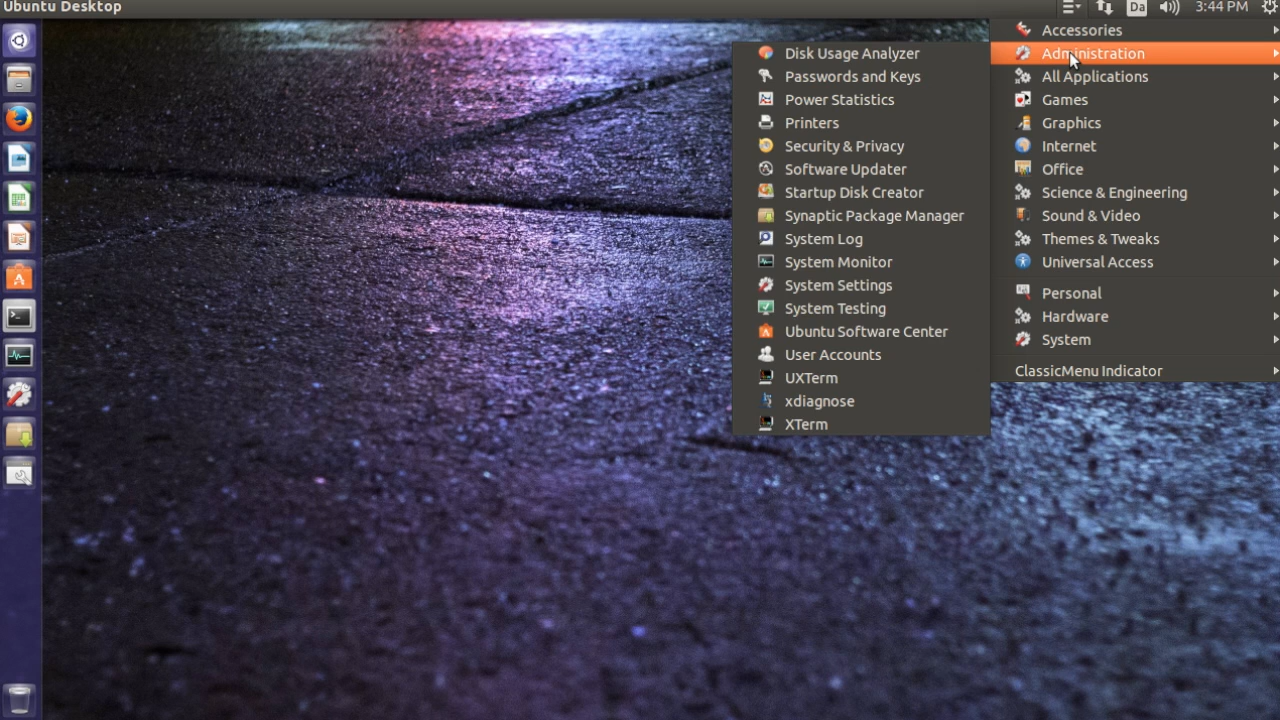 Ubuntu Desktop
Da
3:44 PM
Disk Usage Analyzer
Passwords and Keys
Power Statistics
Printers
Security & Privacy
Software Updater
Startup Disk Creator
Synaptic Package Manager
System Log
System Monitor
System Settings
System Testing
Ubuntu Software Center
User Accounts
UXTerm
xdiagnose
XTerm
Accessories
Administration
All Applications
Games
Graphics
Internet
Office
Science & Engineering
Sound & Video
Themes & Tweaks
Universal Access
Personal
Hardware
System
ClassicMenu Indicator